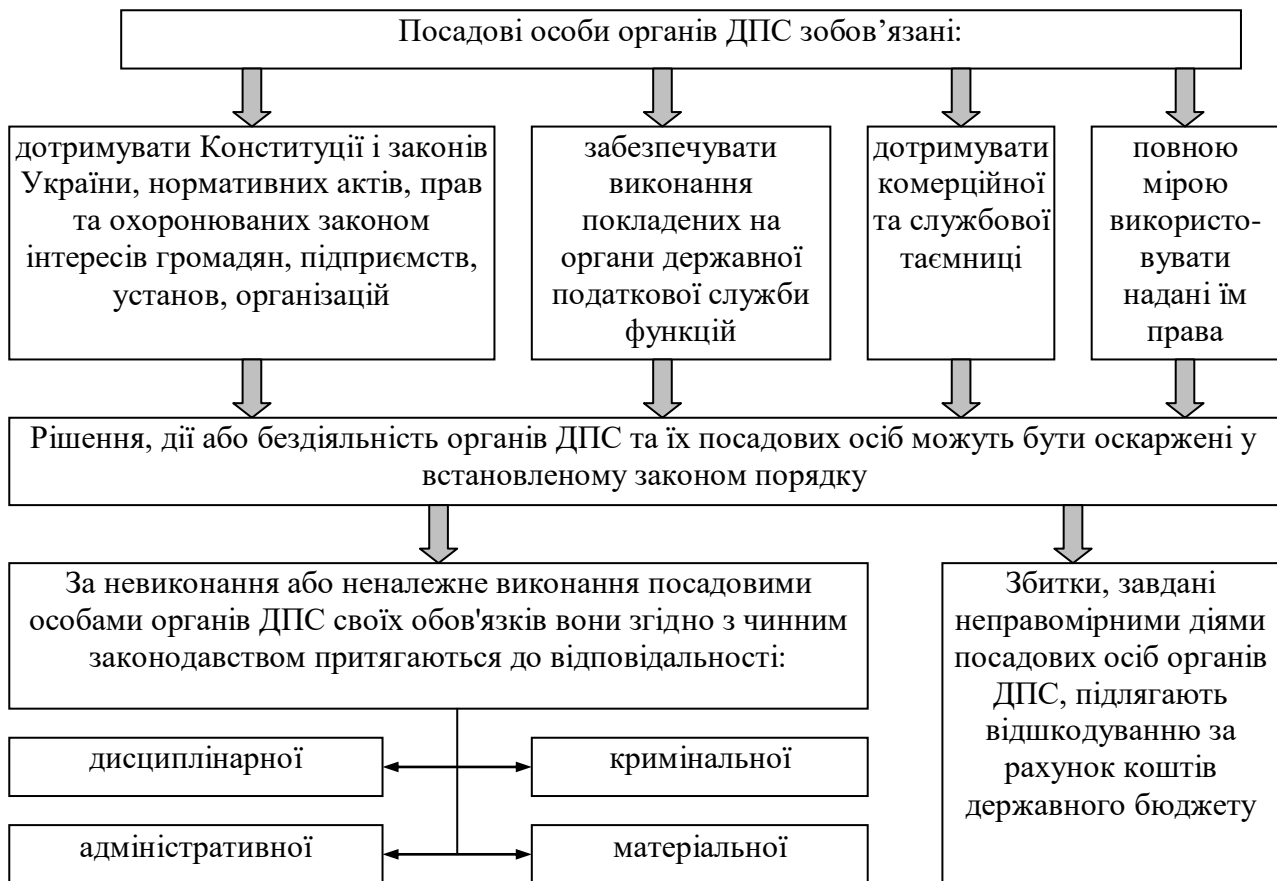 Посадові особи органів ДПС зобов’язані:
дотримувати Конституції і законів
України, нормативних актів, прав
та охоронюваних законом
інтересів громадян, підприємств,
установ, організацій
забезпечувати
виконання
покладених на
органи державної
податкової служби
функцій
дотримувати
комерційної
та службової
таємниці
повною
мірою
використо-
вувати
надані їм
права
Рішення, дії або бездіяльність органів ДПС та їх посадових осіб можуть бути оскаржені у
встановленому законом порядку
За невиконання або неналежне виконання посадовими
особами органів ДПС своїх обов'язків вони згідно з чинним
законодавством притягаються до відповідальності:
дисциплінарної
кримінальної
адміністративної
матеріальної
Збитки, завдані
неправомірними діями
посадових осіб органів
ДПС, підлягають
відшкодуванню за
рахунок коштів
державного бюджету